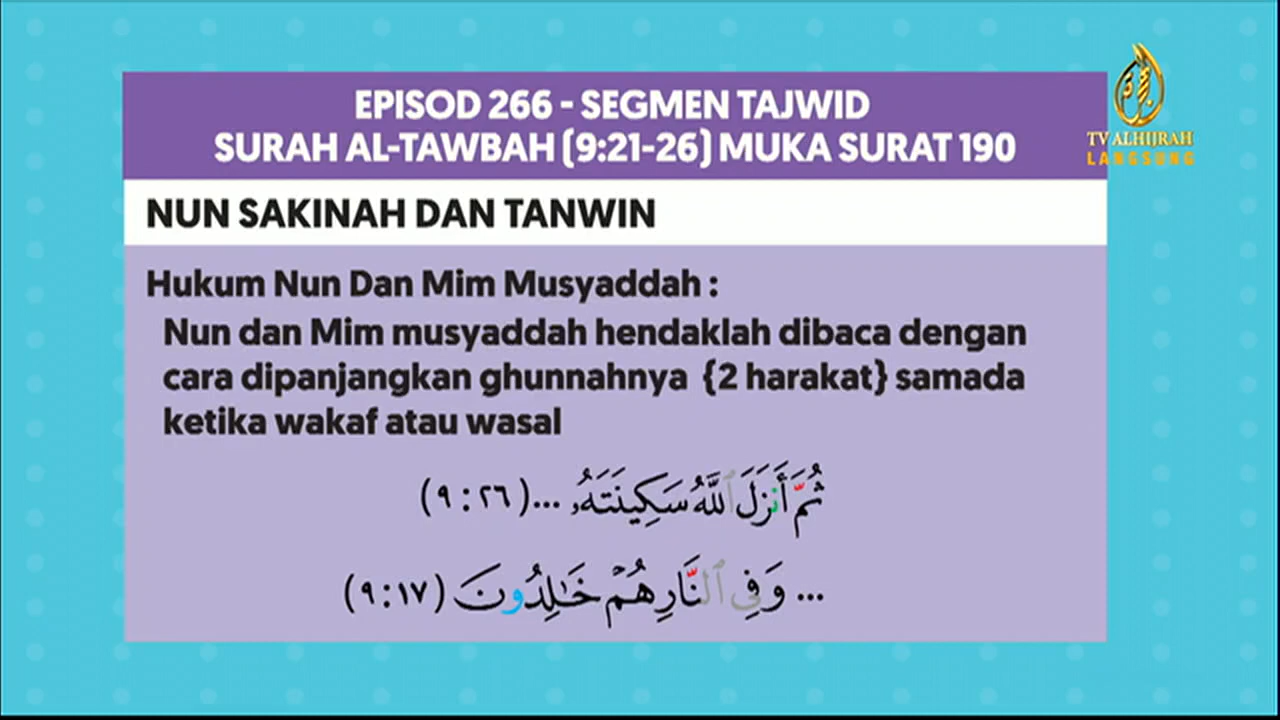 EPISOD 266 - SEGMEN TAJWID
SURAH AL-TAWBAH (9:21-26) MUKA SURAT 190
TV ALHIJRAH
LANGSUNG
NUN SAKINAH DAN TANWIN
Hukum Nun Dan Mim Musyaddah :
Nun dan Mim musyaddah hendaklah dibaca dengan
cara dipanjangkan ghunnahnya {2 harakat} samada
ketika wakaf atau wasal
ثُمَّ أَنزَلَ ٱللَّهُ سَكِينَتَهُۥ ...(٩:٢٦)
... وَفِي ٱلنَّارِ هُمۡ خَٰلِدُونَ (٩:١٧)